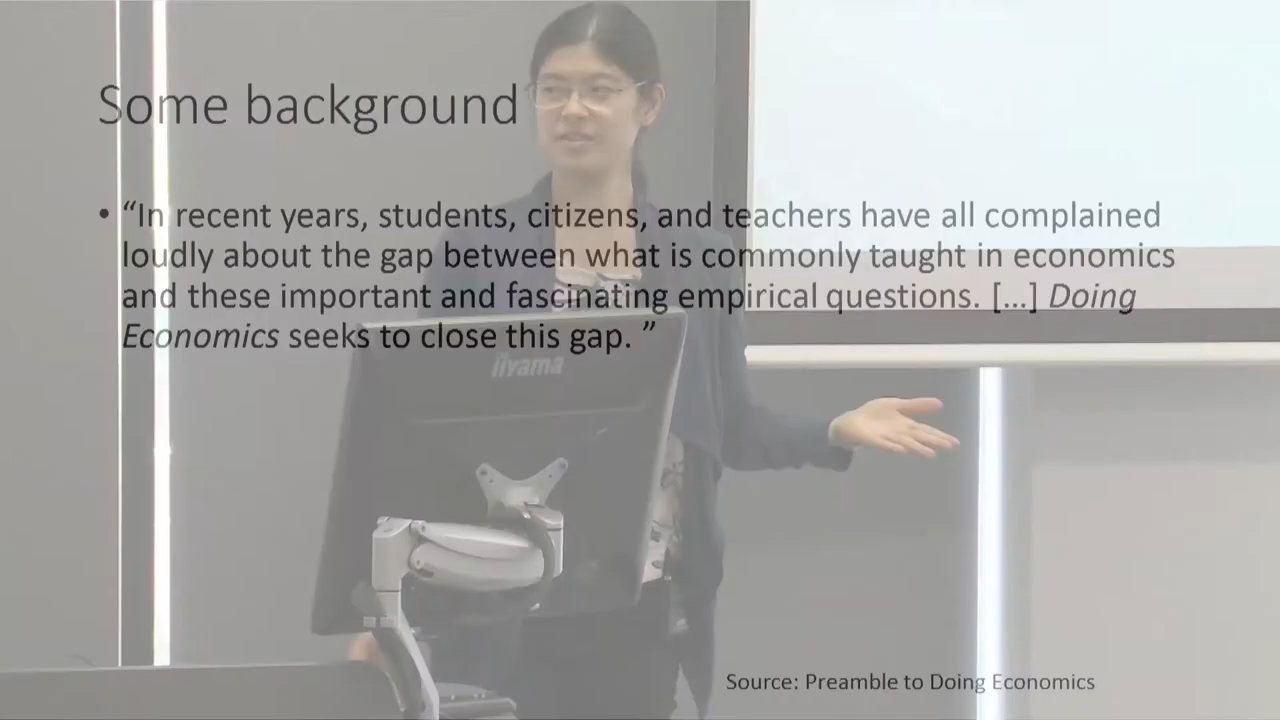 Some background
• “In recent years, students, citizens, and teachers have all complained
loudly about the gap between what is commonly taught in economics
and these important and fascinating empirical questions. […] Doing
Economics seeks to close this gap. ”
iiyama
Source: Preamble to Doing Economics